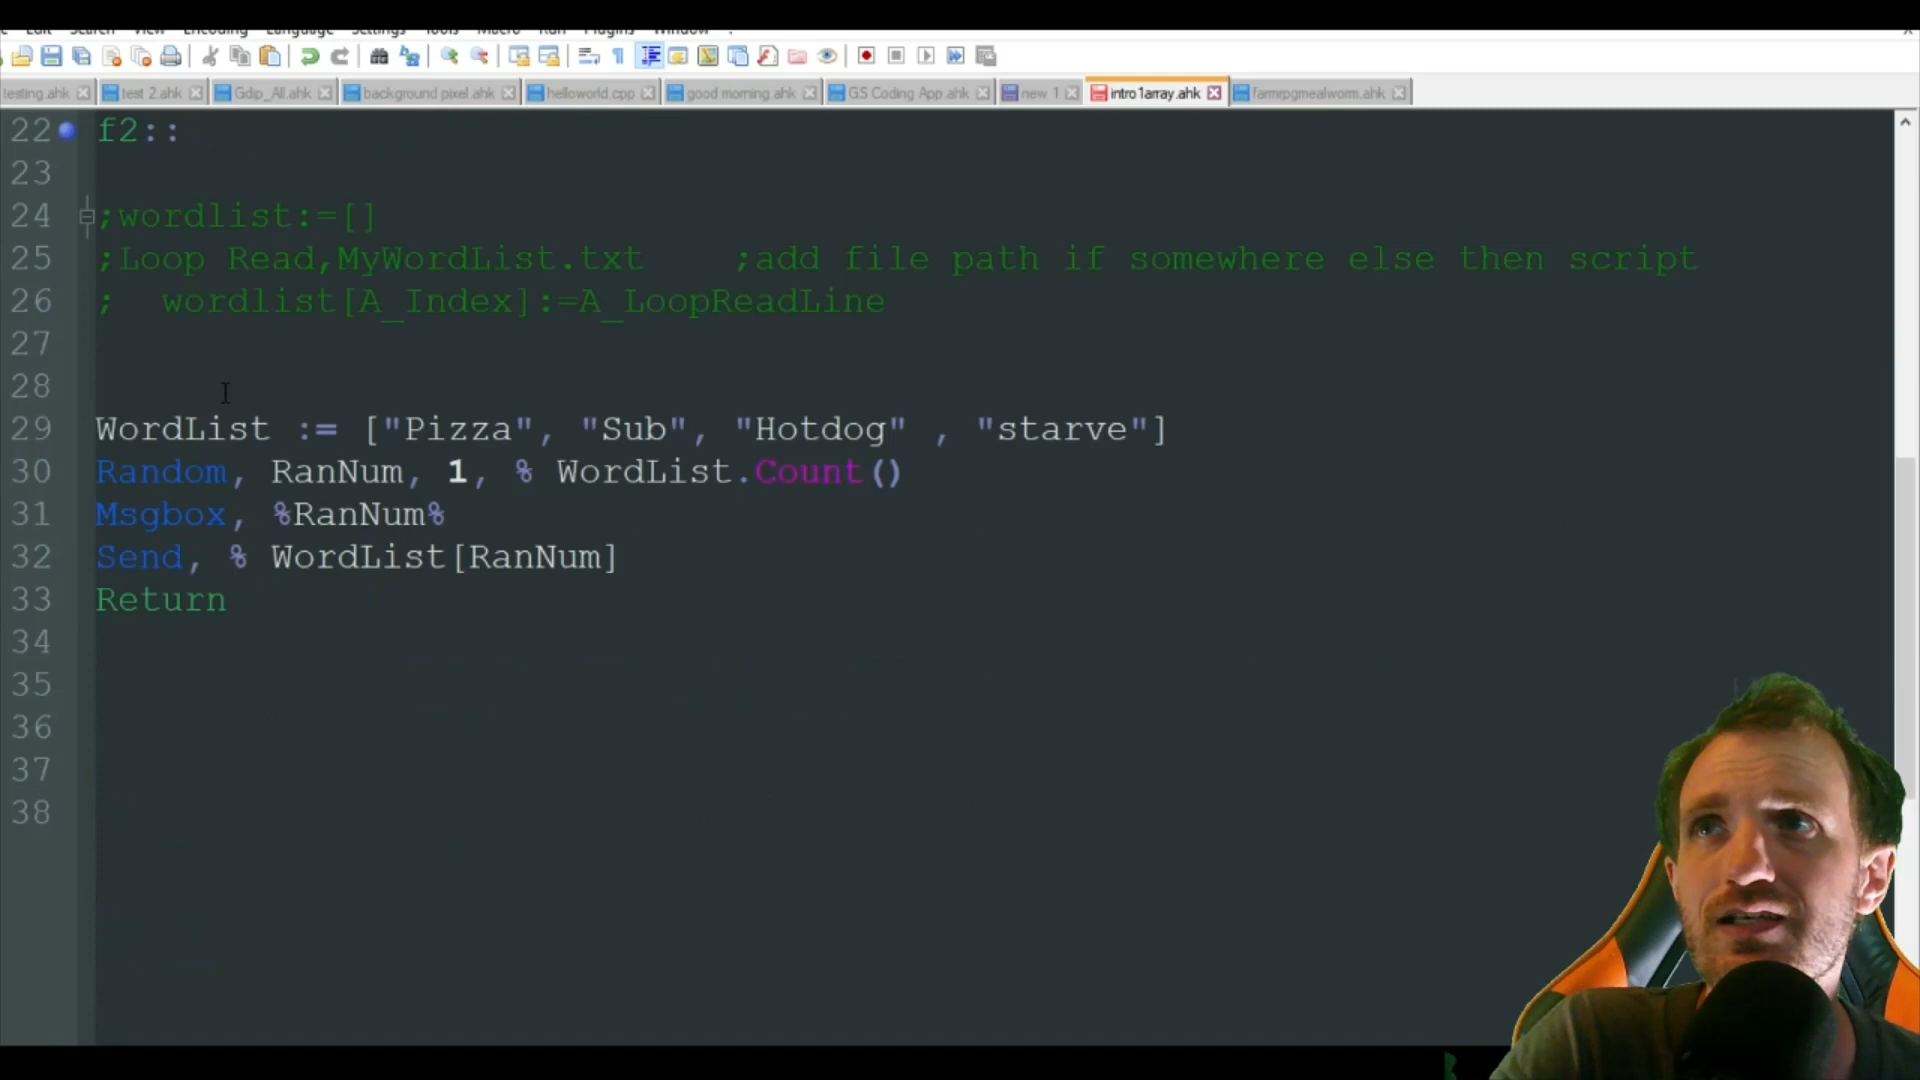 Edit Search View Encoding Language Settings Tools Macro Run Plugins Window ?
testing.ahk test 2.ahk Gdip_All.ahk background pixel.ahk helloworld.cpp good morning.ahk GS Coding App.ahk new 1 intro1array.ahk farmrpgmealworm.ahk
22 f2::
23
24 ;wordlist:=[]
25 ;Loop Read,MyWordList.txt ;add file path if somewhere else then script
26 ; wordlist[A_Index]:=A_LoopReadLine
27
28
29 WordList := ["Pizza", "Sub", "Hotdog" , "starve"]
30 Random, RanNum, 1, % WordList.Count()
31 Msgbox, %RanNum%
32 Send, % WordList[RanNum]
33 Return
34
35
36
37
38